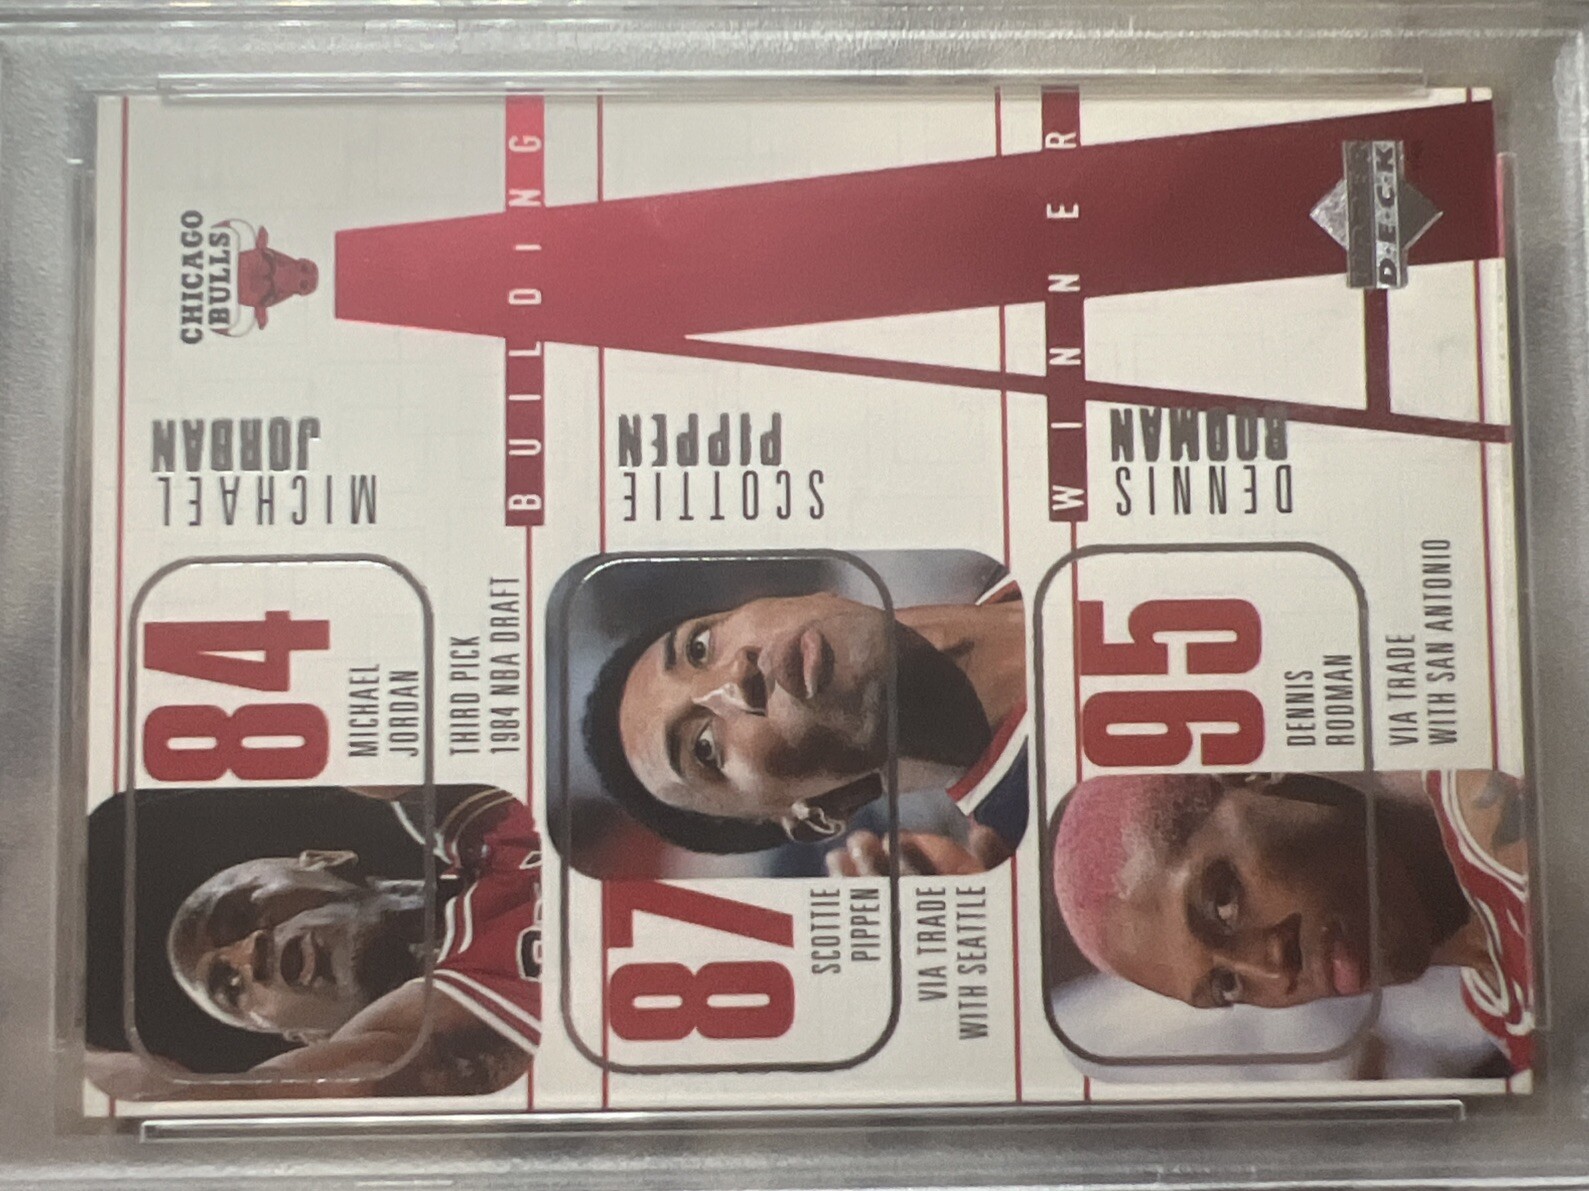 84
MICHAEL
JORDAN
THIRD PICK
1984 NBA DRAFT
MICHAEL
JORDAN
CHICAGO
BULLS
BUILDING
A
87
SCOTTIE
PIPPEN
VIA TRADE
WITH SEATTLE
SCOTTIE
PIPPEN
WINNER
95
DENNIS
RODMAN
VIA TRADE
WITH SAN ANTONIO
DENNIS
RODMAN
DECK